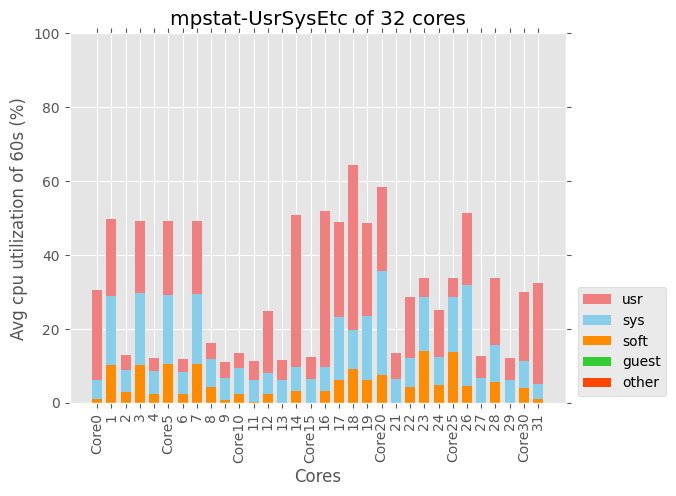 mpstat-UsrSysEtc of 32 cores
Avg cpu utilization of 60s (%)
100
80
60
40
20
0
Core0
1
2
3
4
Core5
6
7
8
9
Core10
11
12
13
14
Core15
16
17
18
19
Core20
21
22
23
24
Core25
26
27
28
29
Core30
31
Cores
usr
sys
soft
guest
other